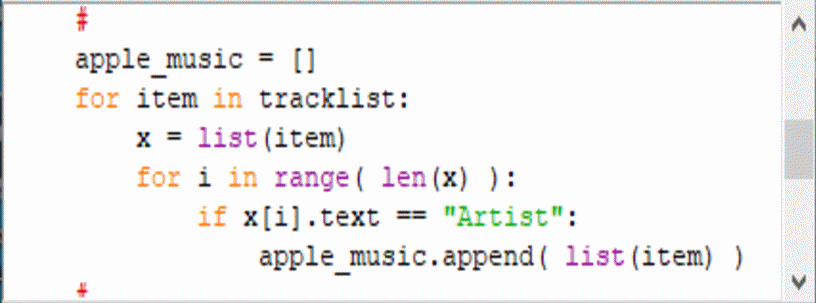 #
apple_music = []
for item in tracklist:
    x = list(item)
    for i in range( len(x) ):
        if x[i].text == "Artist":
            apple_music.append( list(item) )
#